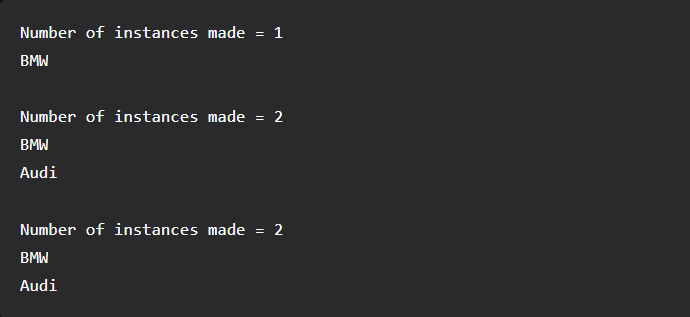 Number of instances made = 1
BMW
Number of instances made = 2
BMW
Audi
Number of instances made = 2
BMW
Audi